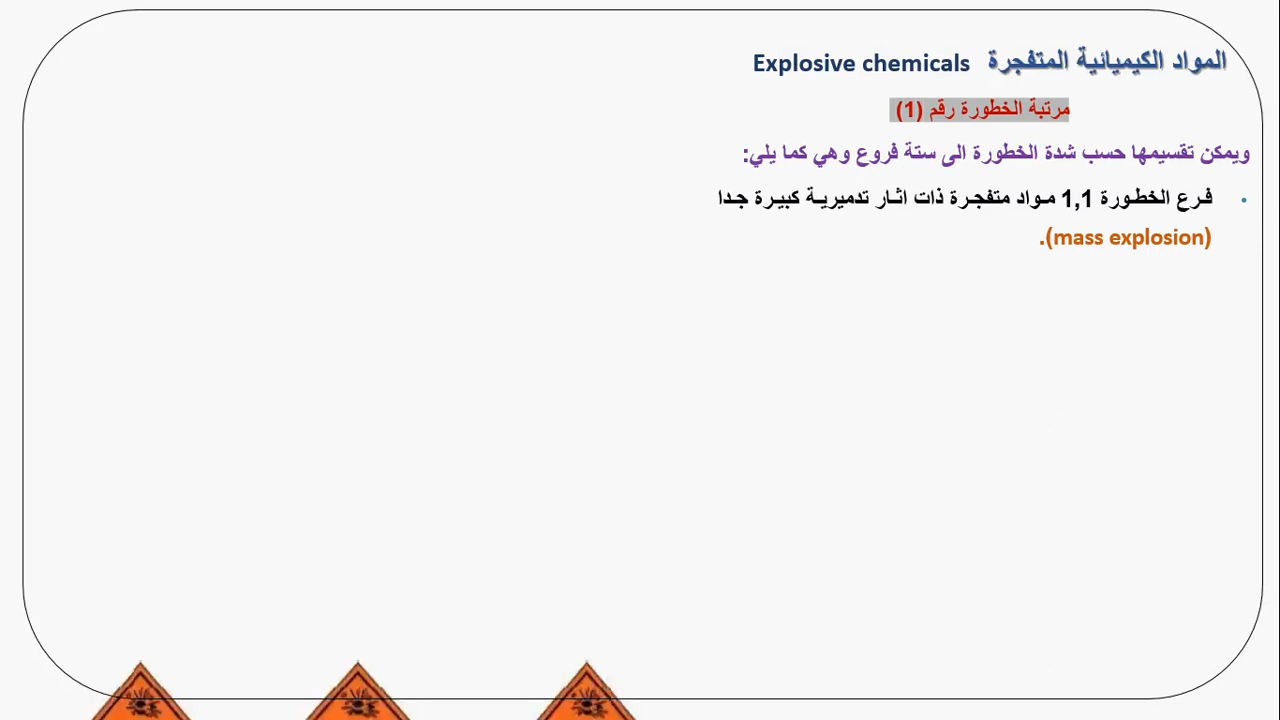 المواد الكيميائية المتفجرة Explosive chemicals
مرتبة الخطورة رقم (1)
ويمكن تقسيمها حسب شدة الخطورة الى ستة فروع وهي كما يلي:
• فرع الخطورة 1,1 مواد متفجرة ذات اثار تدميرية كبيرة جدا
(mass explosion).